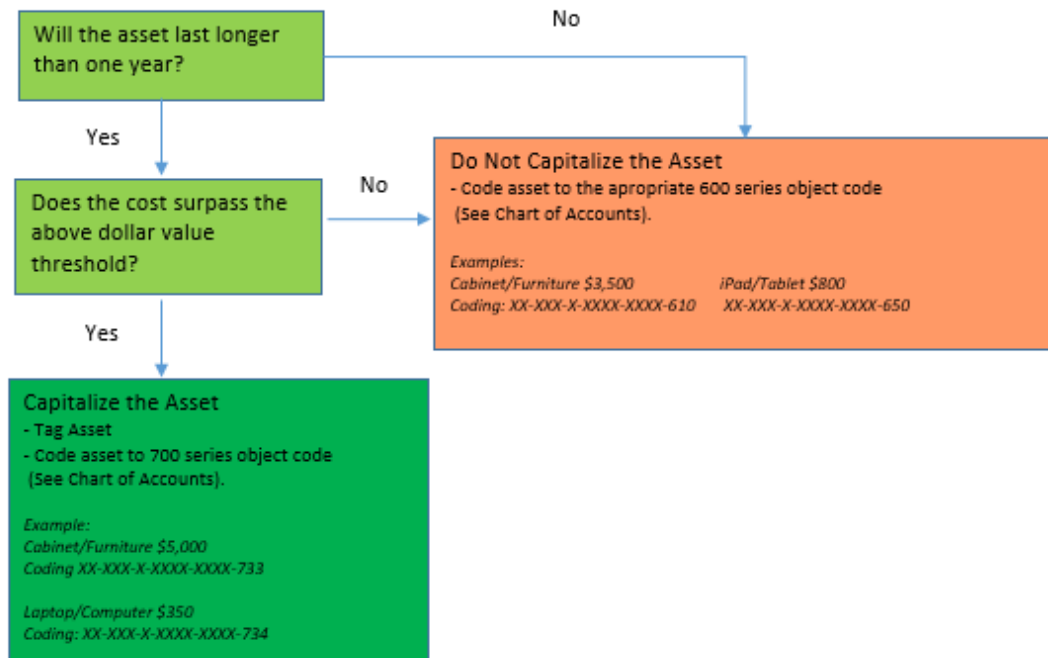 Will the asset last longer
than one year?
No
Yes
Does the cost surpass the
above dollar value
threshold?
No
Do Not Capitalize the Asset
- Code asset to the apropriate 600 series object code
(See Chart of Accounts).
Examples:
Cabinet/Furniture $3,500 iPad/Tablet $800
Coding: XX-XXX-X-XXXX-XXXX-610 XX-XXX-X-XXXX-XXXX-650
Yes
Capitalize the Asset
- Tag Asset
- Code asset to 700 series object code
(See Chart of Accounts).
Example:
Cabinet/Furniture $5,000
Coding XX-XXX-X-XXXX-XXXX-733
Laptop/Computer $350
Coding: XX-XXX-X-XXXX-XXXX-734